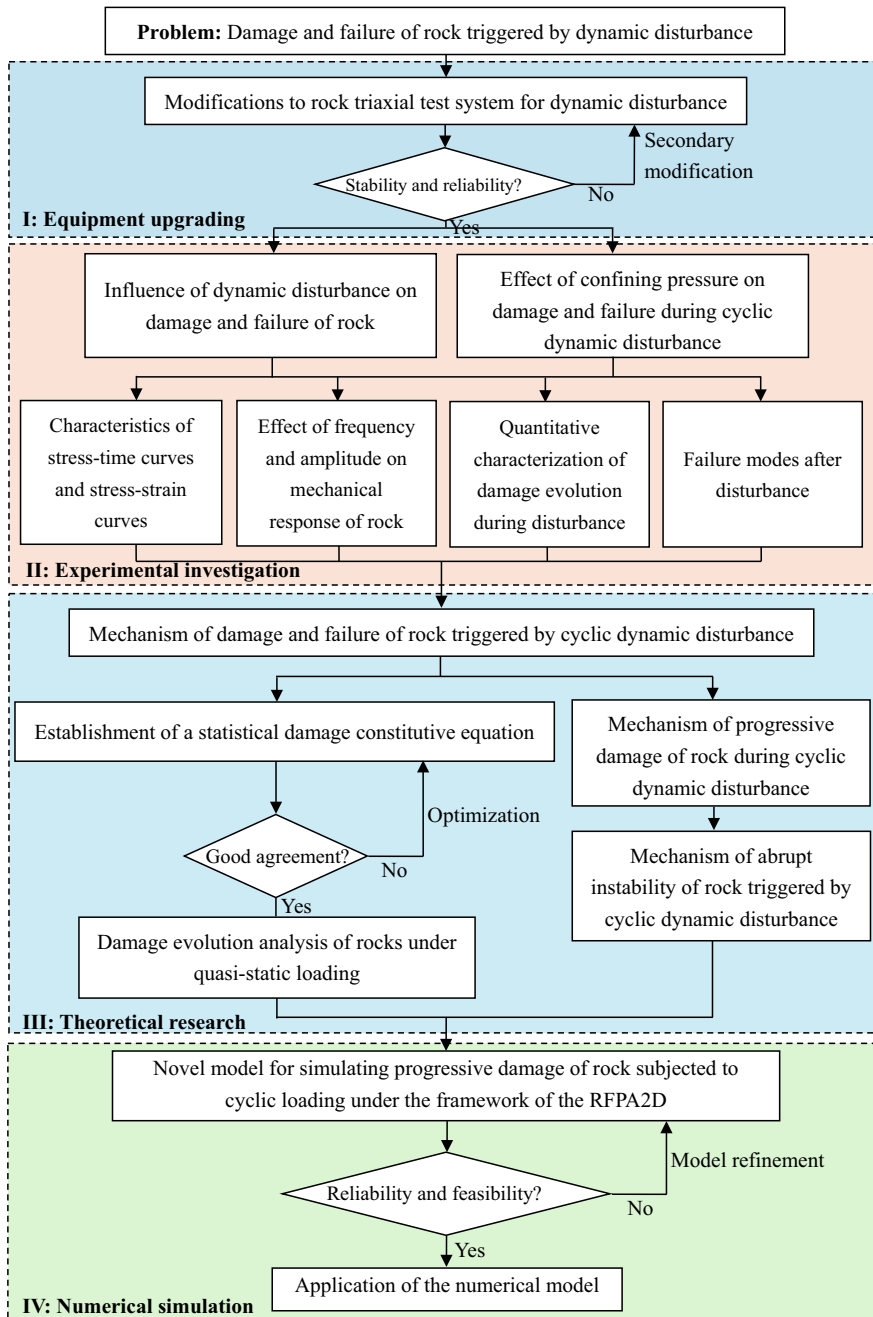 Problem: Damage and failure of rock triggered by dynamic disturbance
Modifications to rock triaxial test system for dynamic disturbance
Secondary
modification
Stability and reliability?
No
Yes
I: Equipment upgrading
Influence of dynamic disturbance on
damage and failure of rock
Effect of confining pressure on
damage and failure during cyclic
dynamic disturbance
Characteristics of
stress-time curves
and stress-strain
curves
Effect of frequency
and amplitude on
mechanical
response of rock
Quantitative
characterization of
damage evolution
during disturbance
Failure modes after
disturbance
II: Experimental investigation
Mechanism of damage and failure of rock triggered by cyclic dynamic disturbance
Establishment of a statistical damage constitutive equation
Optimization
Good agreement?
No
Yes
Damage evolution analysis of rocks under
quasi-static loading
Mechanism of progressive
damage of rock during cyclic
dynamic disturbance
Mechanism of abrupt
instability of rock triggered by
cyclic dynamic disturbance
III: Theoretical research
Novel model for simulating progressive damage of rock subjected to
cyclic loading under the framework of the RFPA2D
Model refinement
Reliability and feasibility?
No
Yes
Application of the numerical model
IV: Numerical simulation